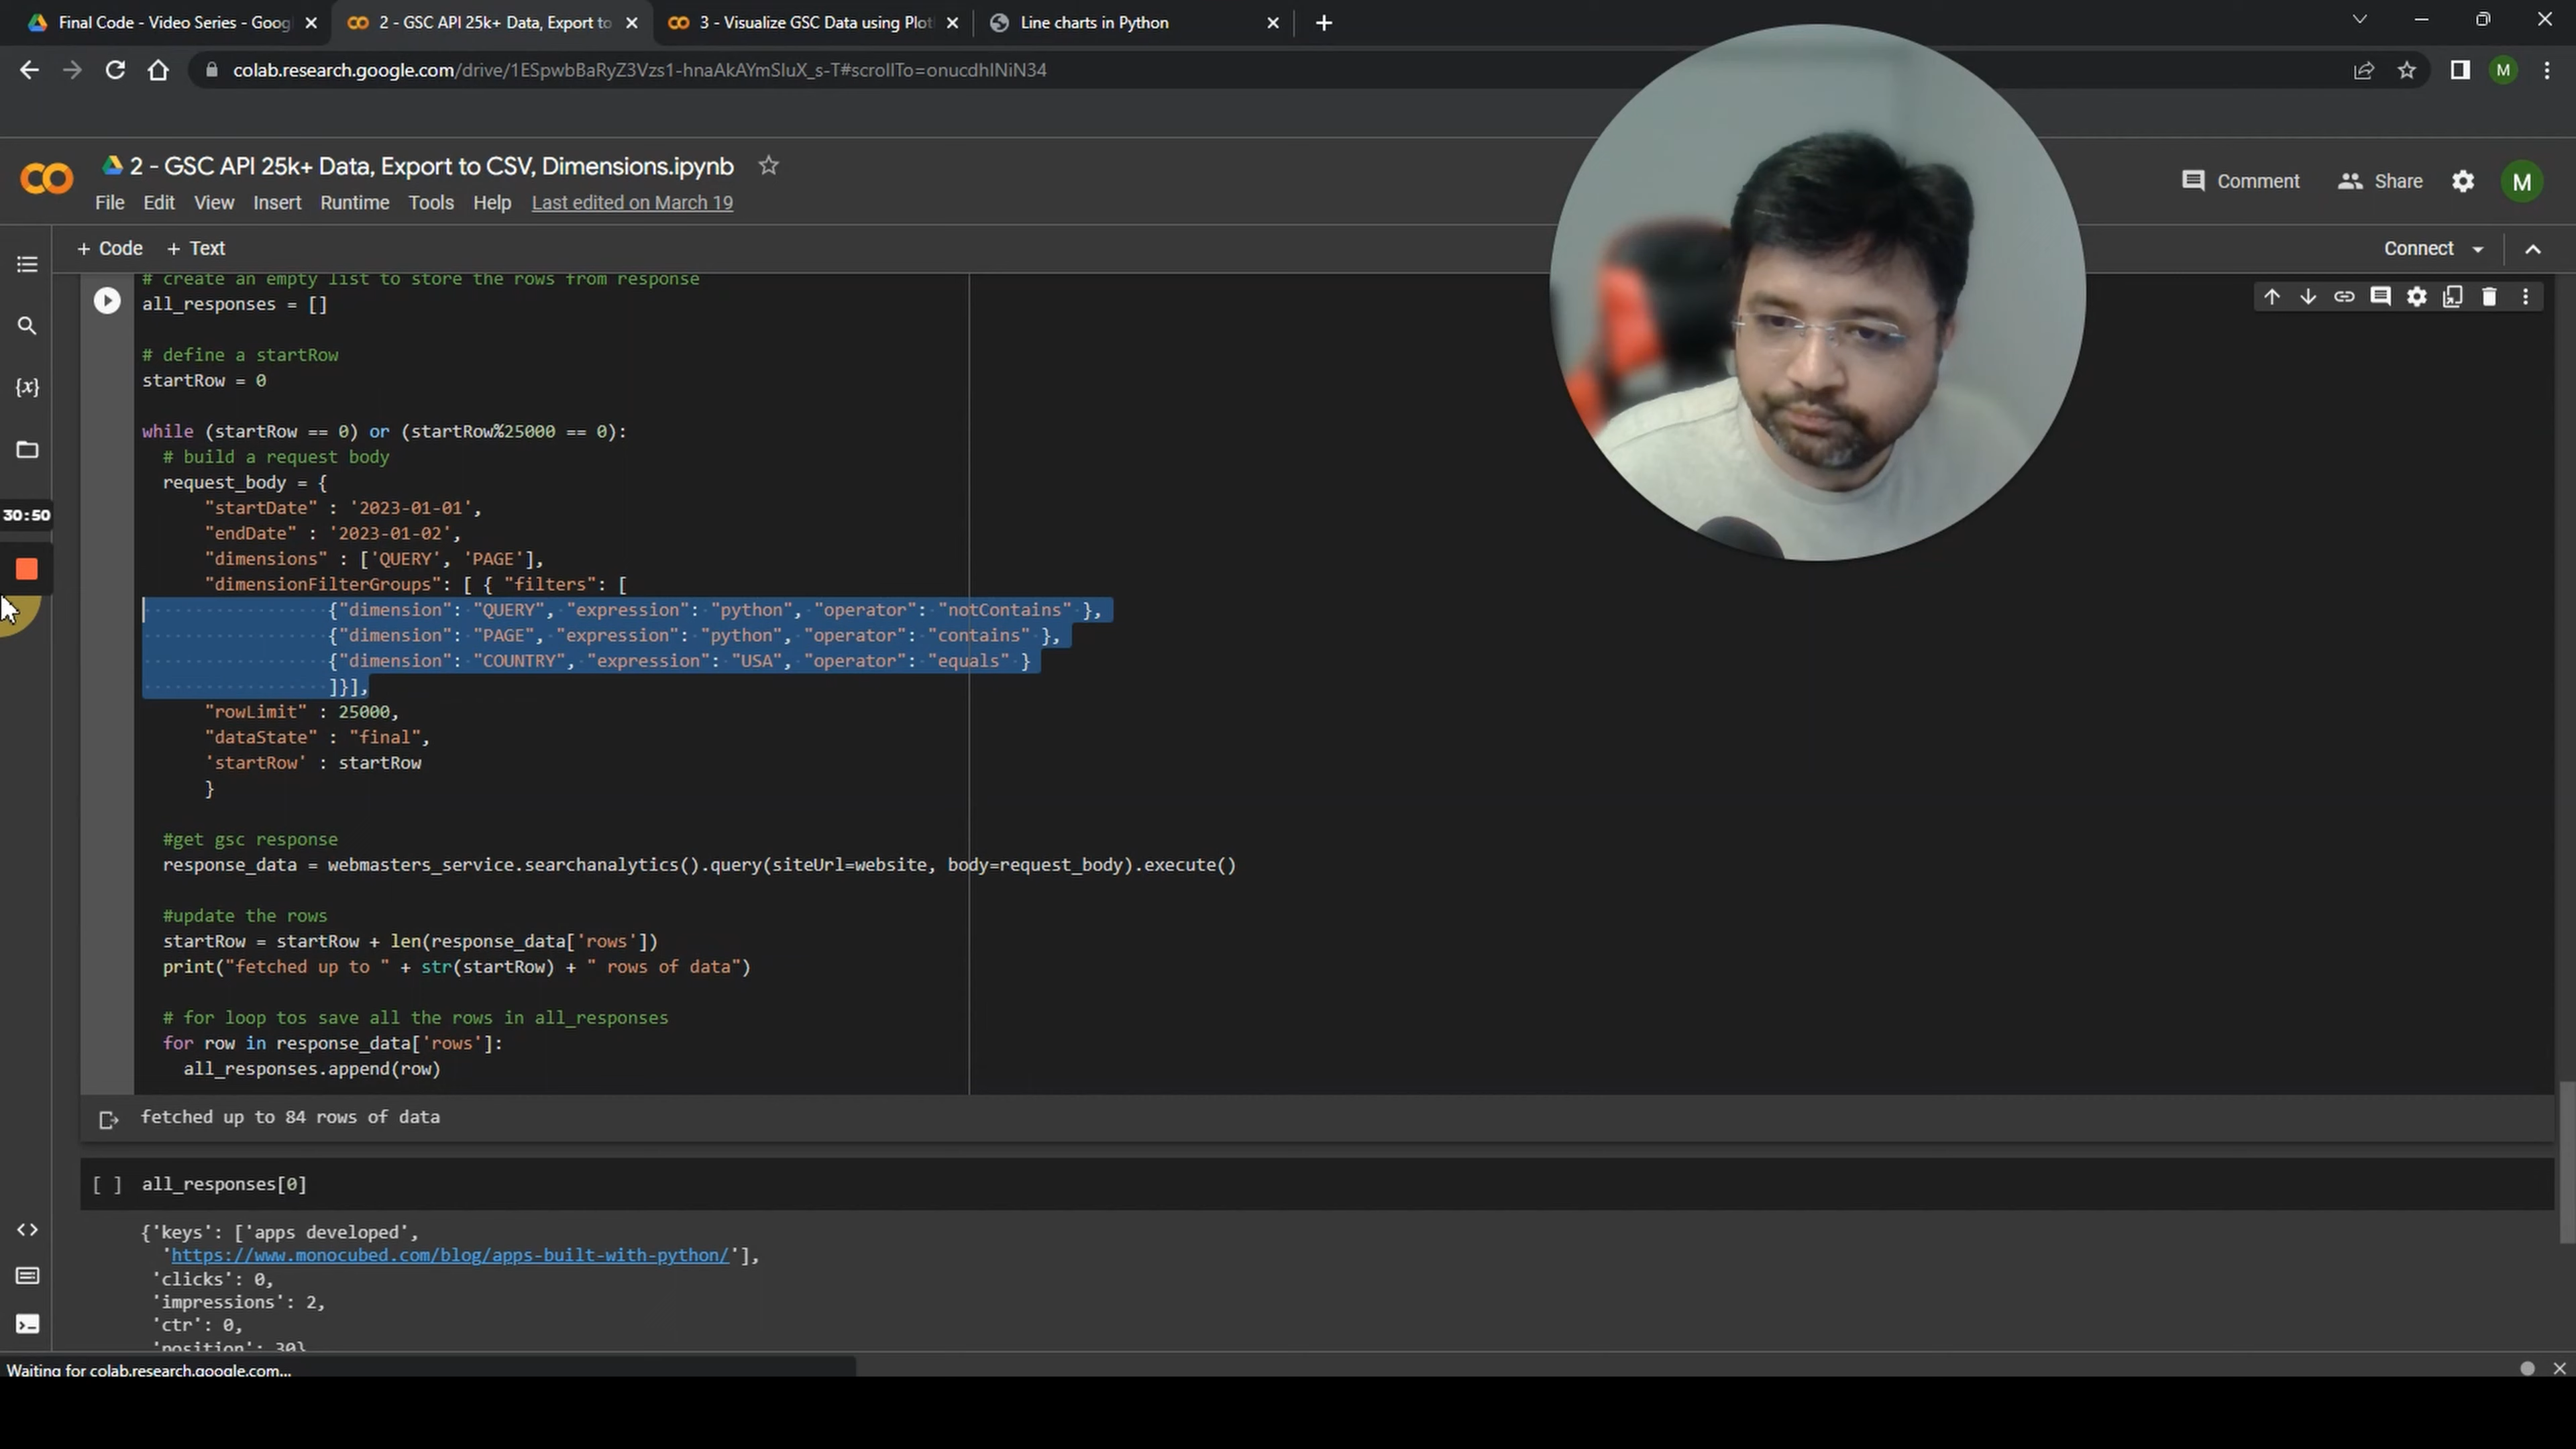 Final Code - Video Series - Goog
2 - GSC API 25k+ Data, Export to
3 - Visualize GSC Data using Plot
Line charts in Python
colab.research.google.com/drive/1ESpwbBaRyZ3Vzs1-hnaAkAYmSluX_s-T#scrollTo=onucdhINiN34
M
2 - GSC API 25k+ Data, Export to CSV, Dimensions.ipynb
Comment
Share
M
File Edit View Insert Runtime Tools Help Last edited on March 19
+ Code + Text
Connect
# create an empty list to store the rows from response
all_responses = []
# define a startRow
startRow = 0
{x}
while (startRow == 0) or (startRow%25000 == 0):
# build a request body
request_body = {
"startDate" : '2023-01-01',
30:50
"endDate" : '2023-01-02',
"dimensions" : ['QUERY', 'PAGE'],
"dimensionFilterGroups": [ { "filters": [
{"dimension": "QUERY", "expression": "python", "operator": "notContains" },
{"dimension": "PAGE", "expression": "python", "operator": "contains" },
{"dimension": "COUNTRY", "expression": "USA", "operator": "equals" }
]}],
"rowLimit" : 25000,
"dataState" : "final",
'startRow' : startRow
}
#get gsc response
response_data = webmasters_service.searchanalytics().query(siteUrl=website, body=request_body).execute()
#update the rows
startRow = startRow + len(response_data['rows'])
print("fetched up to " + str(startRow) + " rows of data")
# for loop tos save all the rows in all_responses
for row in response_data['rows']:
all_responses.append(row)
fetched up to 84 rows of data
[ ] all_responses[0]
{'keys': ['apps developed',
'https://www.monocubed.com/blog/apps-built-with-python/'],
'clicks': 0,
'impressions': 2,
'ctr': 0,
'position': 30}
Waiting for colab.research.google.com...